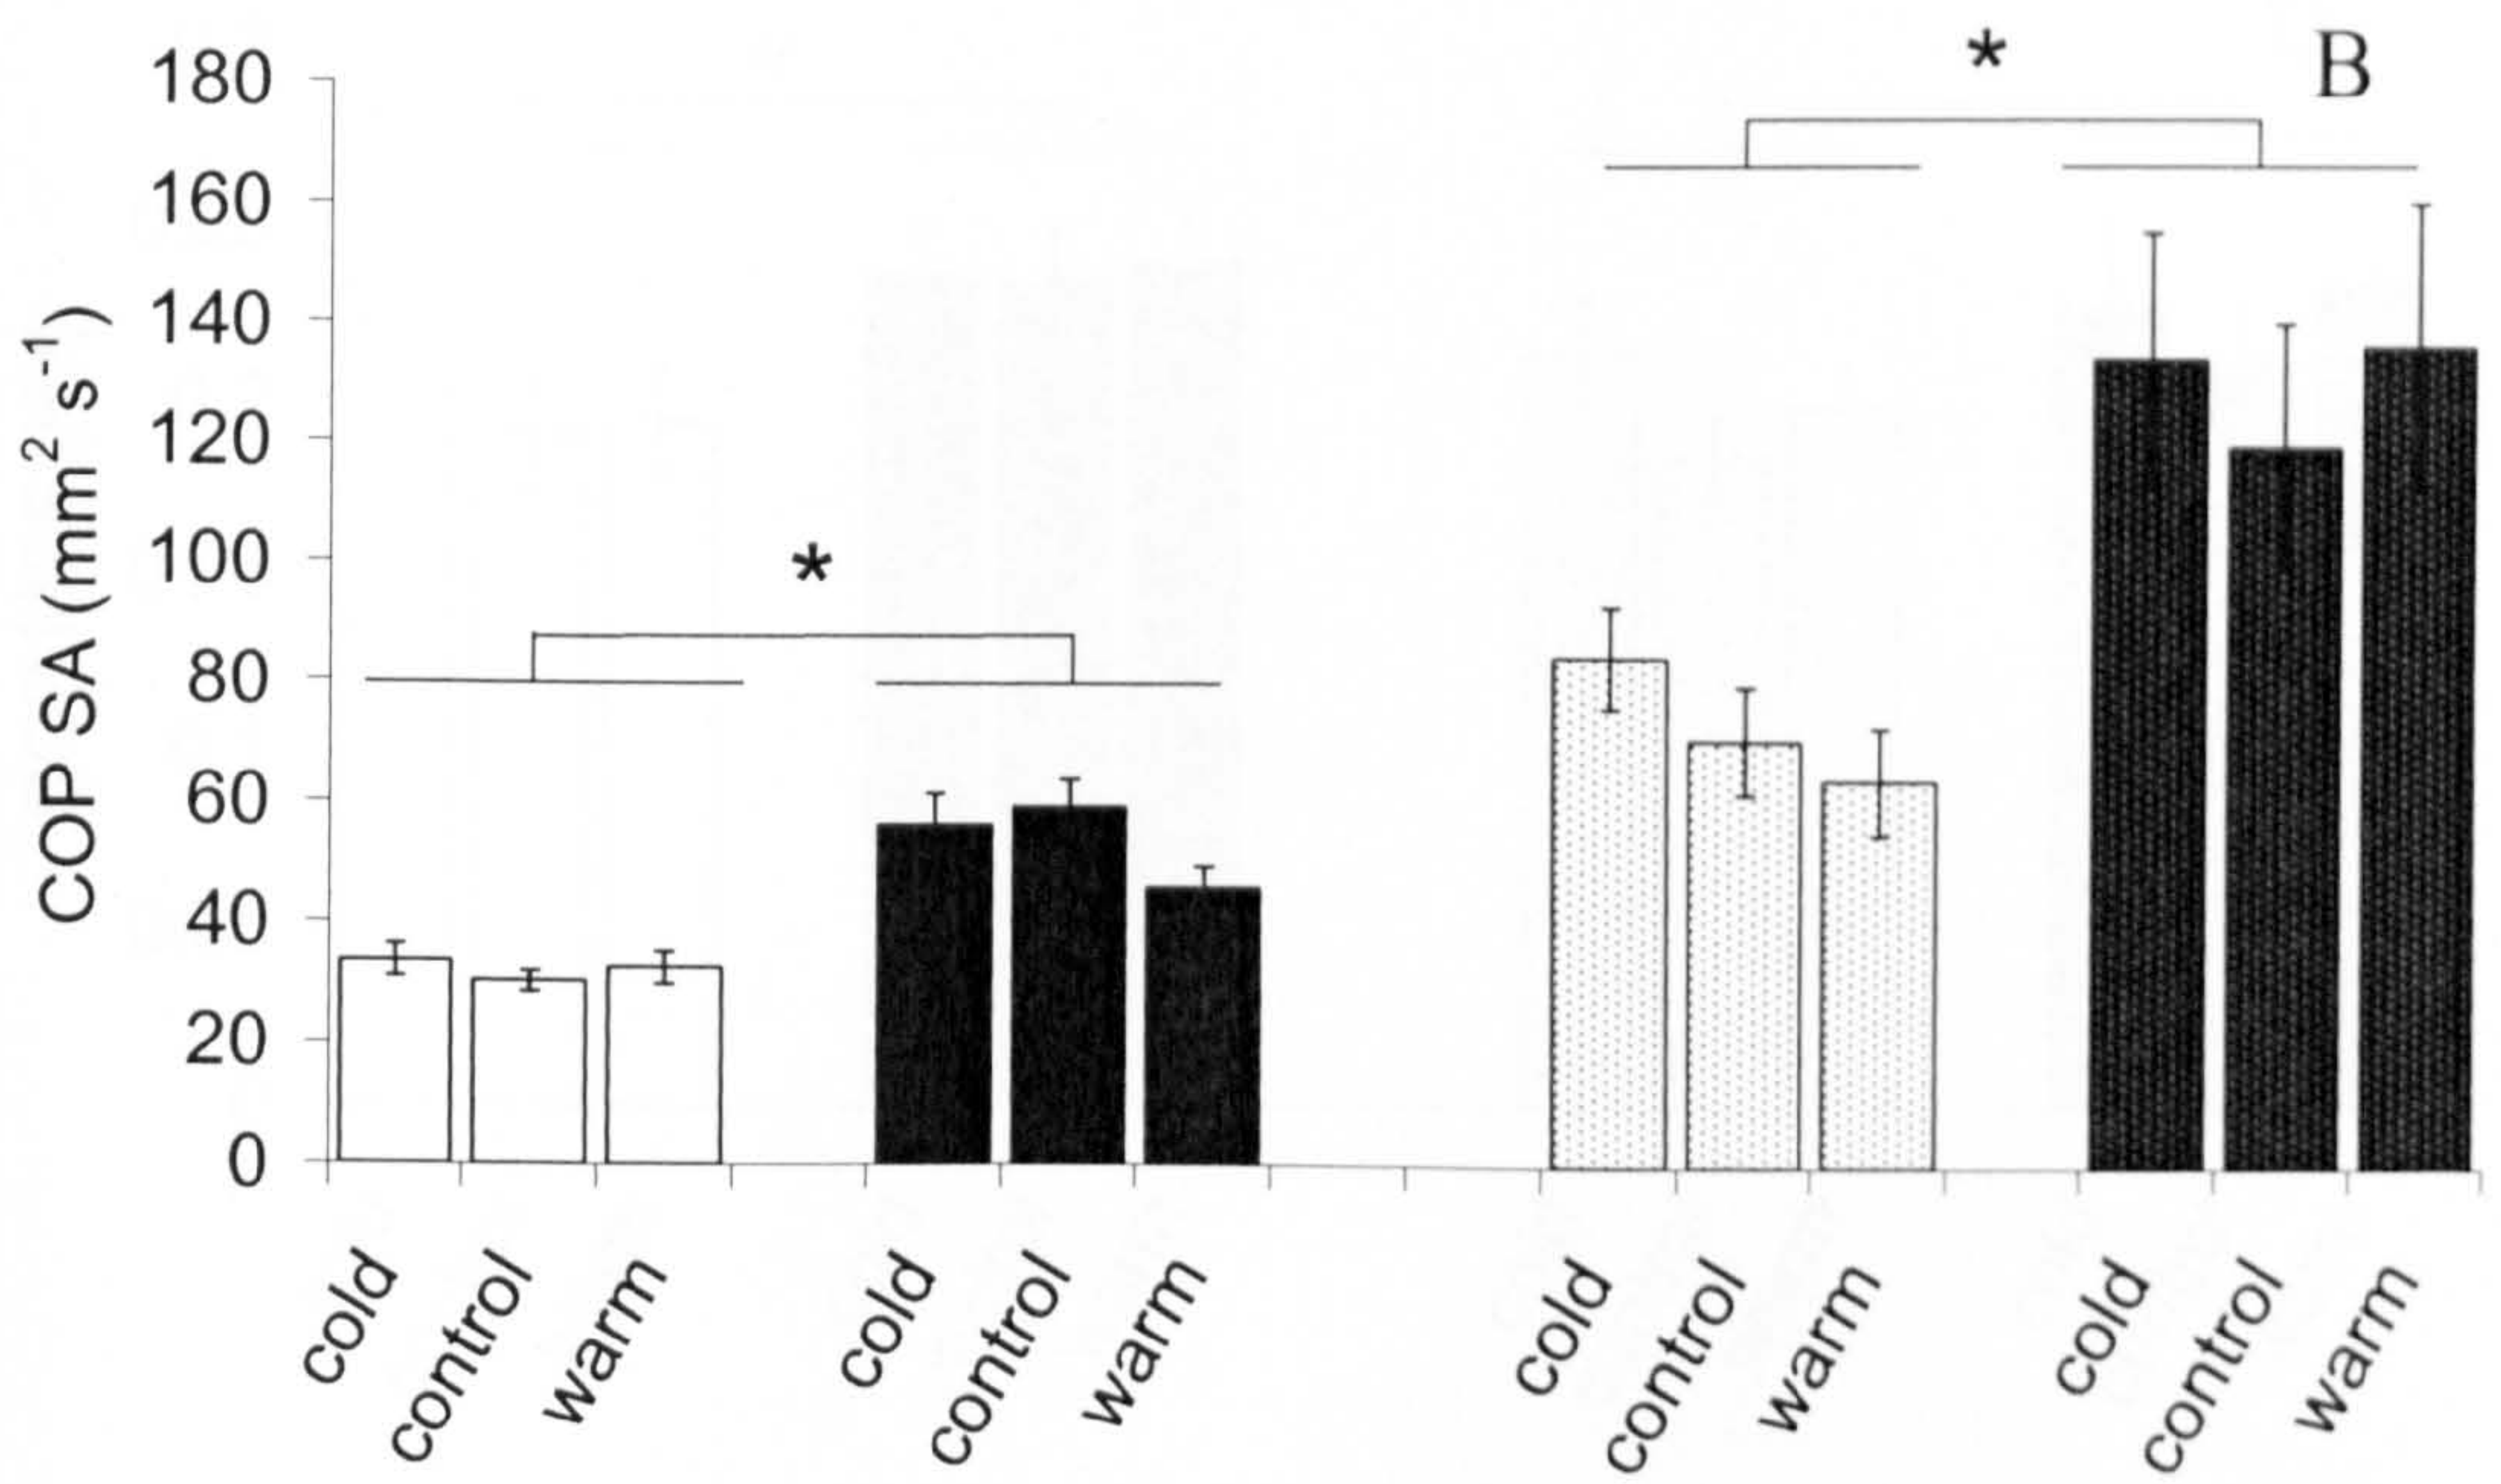 B
*
*
COP SA (mm² s⁻¹)
180
160
140
120
100
80
60
40
20
0
cold
control
warm
cold
control
warm
cold
control
warm
cold
control
warm